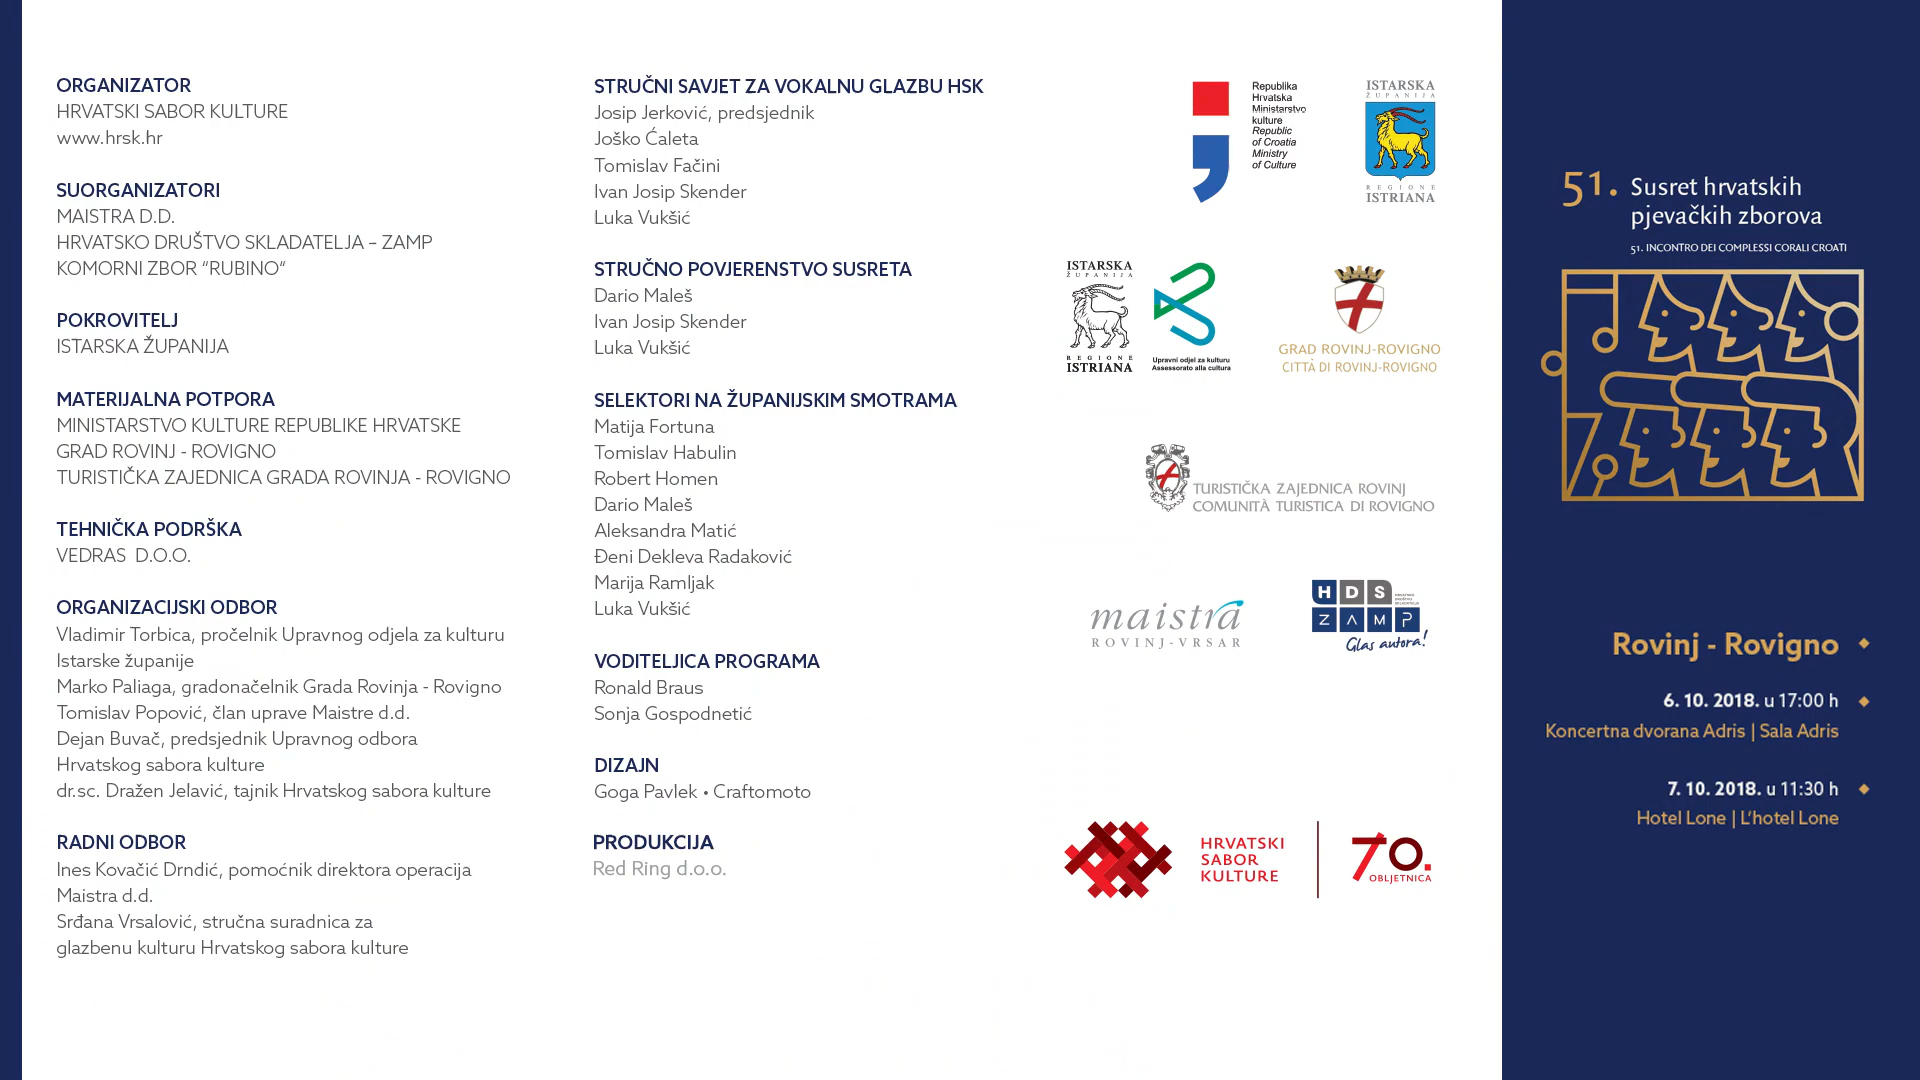 ORGANIZATOR
HRVATSKI SABOR KULTURE
www.hrsk.hr
SUORGANIZATORI
MAISTRA D.D.
HRVATSKO DRUŠTVO SKLADATELJA – ZAMP
KOMORNI ZBOR “RUBINO“
POKROVITELJ
ISTARSKA ŽUPANIJA
MATERIJALNA POTPORA
MINISTARSTVO KULTURE REPUBLIKE HRVATSKE
GRAD ROVINJ - ROVIGNO
TURISTIČKA ZAJEDNICA GRADA ROVINJA - ROVIGNO
TEHNIČKA PODRŠKA
VEDRAS D.O.O.
ORGANIZACIJSKI ODBOR
Vladimir Torbica, pročelnik Upravnog odjela za kulturu
Istarske županije
Marko Paliaga, gradonačelnik Grada Rovinja - Rovigno
Tomislav Popović, član uprave Maistre d.d.
Dejan Buvač, predsjednik Upravnog odbora
Hrvatskog sabora kulture
dr.sc. Dražen Jelavić, tajnik Hrvatskog sabora kulture
RADNI ODBOR
Ines Kovačić Drndić, pomoćnik direktora operacija
Maistra d.d.
Srđana Vrsalović, stručna suradnica za
glazbenu kulturu Hrvatskog sabora kulture
STRUČNI SAVJET ZA VOKALNU GLAZBU HSK
Josip Jerković, predsjednik
Joško Ćaleta
Tomislav Fačini
Ivan Josip Skender
Luka Vukšić
STRUČNO POVJERENSTVO SUSRETA
Dario Maleš
Ivan Josip Skender
Luka Vukšić
SELEKTORI NA ŽUPANIJSKIM SMOTRAMA
Matija Fortuna
Tomislav Habulin
Robert Homen
Dario Maleš
Aleksandra Matić
Đeni Dekleva Radaković
Marija Ramljak
Luka Vukšić
VODITELJICA PROGRAMA
Ronald Braus
Sonja Gospodnetić
DIZAJN
Goga Pavlek • Craftomoto
PRODUKCIJA
Red Ring d.o.o.
Republika
Hrvatska
Ministarstvo
kulture
Republic
of Croatia
Ministry
of Culture
ISTARSKA
ŽUPANIJA
REGIONE
ISTRIANA
ISTARSKA
ŽUPANIJA
REGIONE
ISTRIANA
Upravni odjel za kulturu
Assessorato alla cultura
GRAD ROVINJ-ROVIGNO
CITTÀ DI ROVINJ-ROVIGNO
TURISTIČKA ZAJEDNICA ROVINJ
COMUNITÀ TURISTICA DI ROVIGNO
maistra
ROVINJ-VRSAR
HDS
ZAMP
Glas autora!
HRVATSKI
SABOR
KULTURE
70.
OBLJETNICA
51. Susret hrvatskih
pjevačkih zborova
51. INCONTRO DEI COMPLESSI CORALI CROATI
Rovinj - Rovigno
6. 10. 2018. u 17:00 h
Koncertna dvorana Adris | Sala Adris
7. 10. 2018. u 11:30 h
Hotel Lone | L’hotel Lone